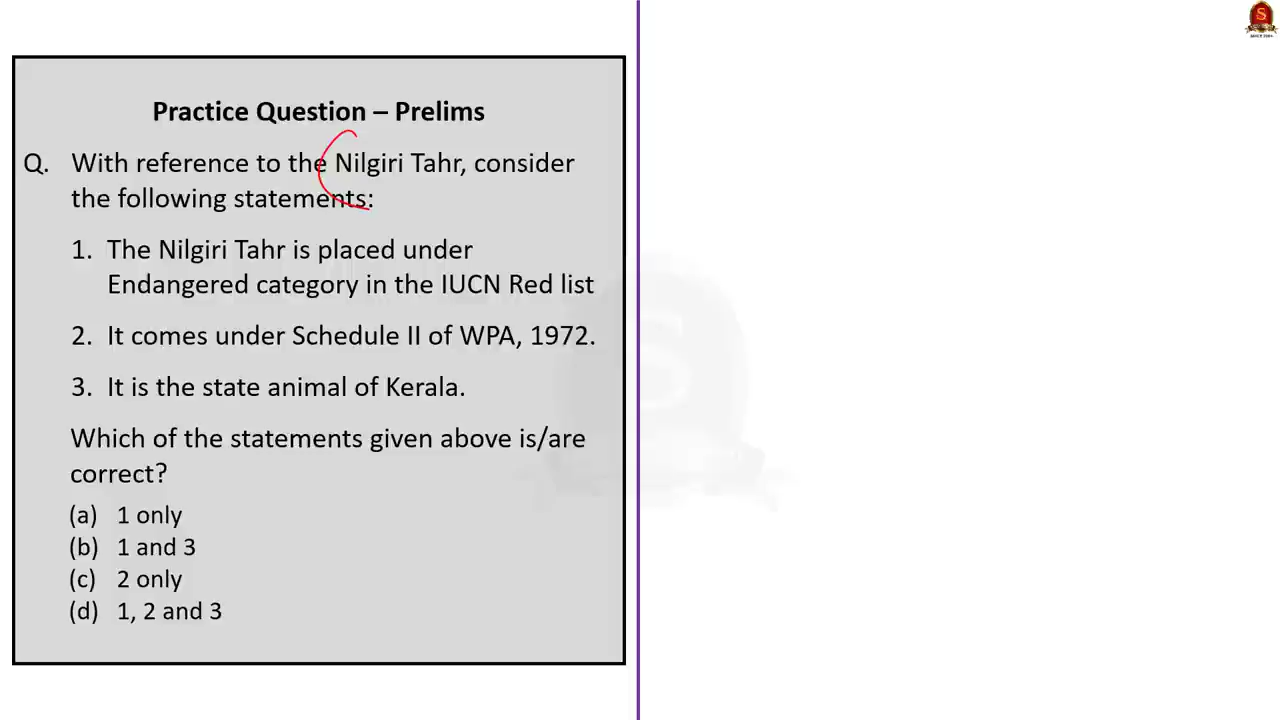 Practice Question – Prelims
Q. With reference to the Nilgiri Tahr, consider
the following statements:
1. The Nilgiri Tahr is placed under
Endangered category in the IUCN Red list
2. It comes under Schedule II of WPA, 1972.
3. It is the state animal of Kerala.
Which of the statements given above is/are
correct?
(a) 1 only
(b) 1 and 3
(c) 2 only
(d) 1, 2 and 3